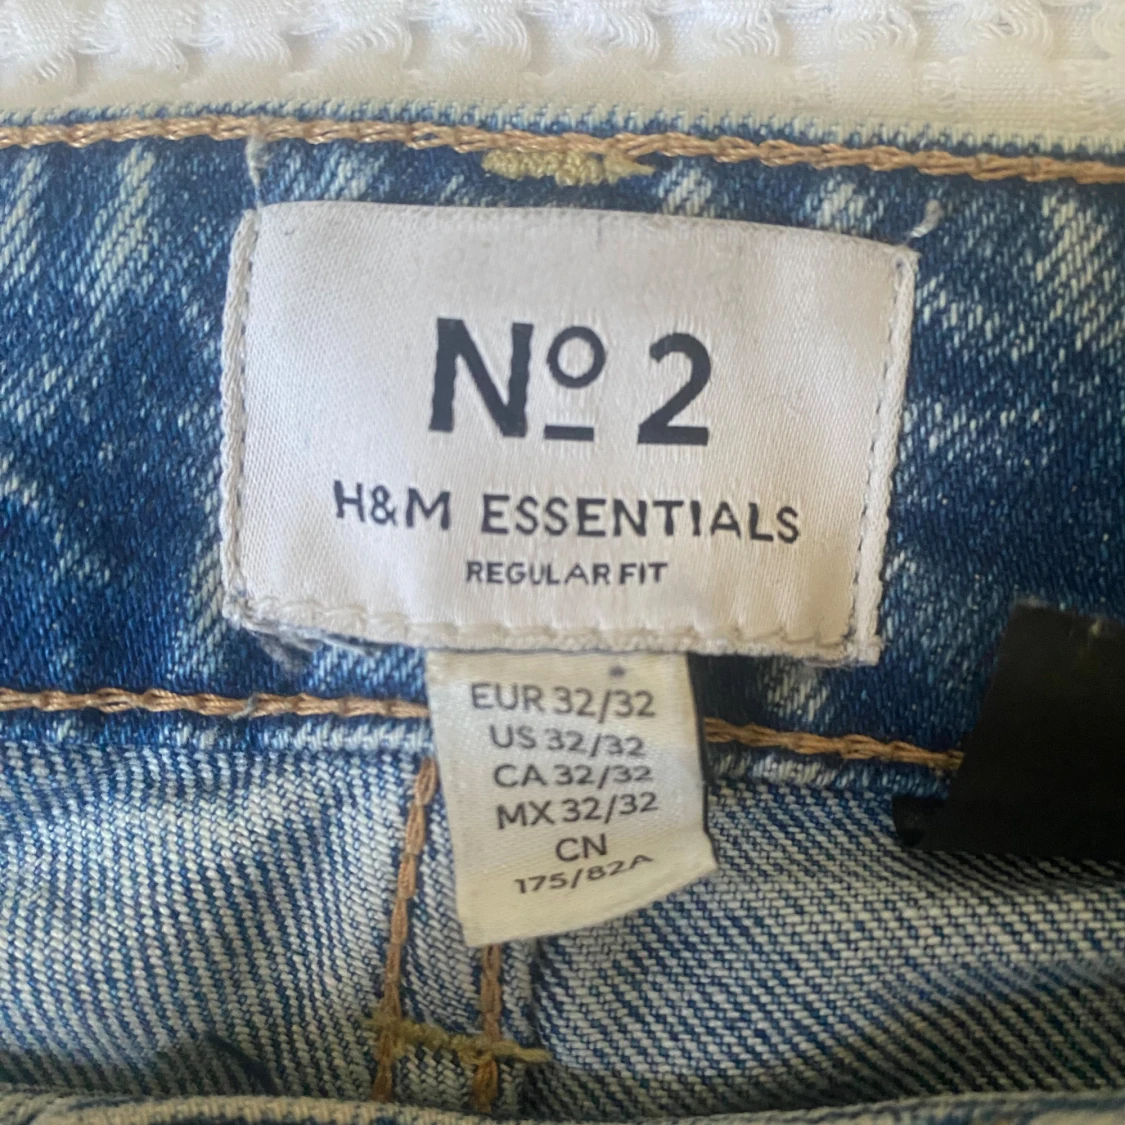 Nº 2
H&M ESSENTIALS
REGULAR FIT
EUR 32/32
US 32/32
CA 32/32
MX 32/32
CN
175/82A